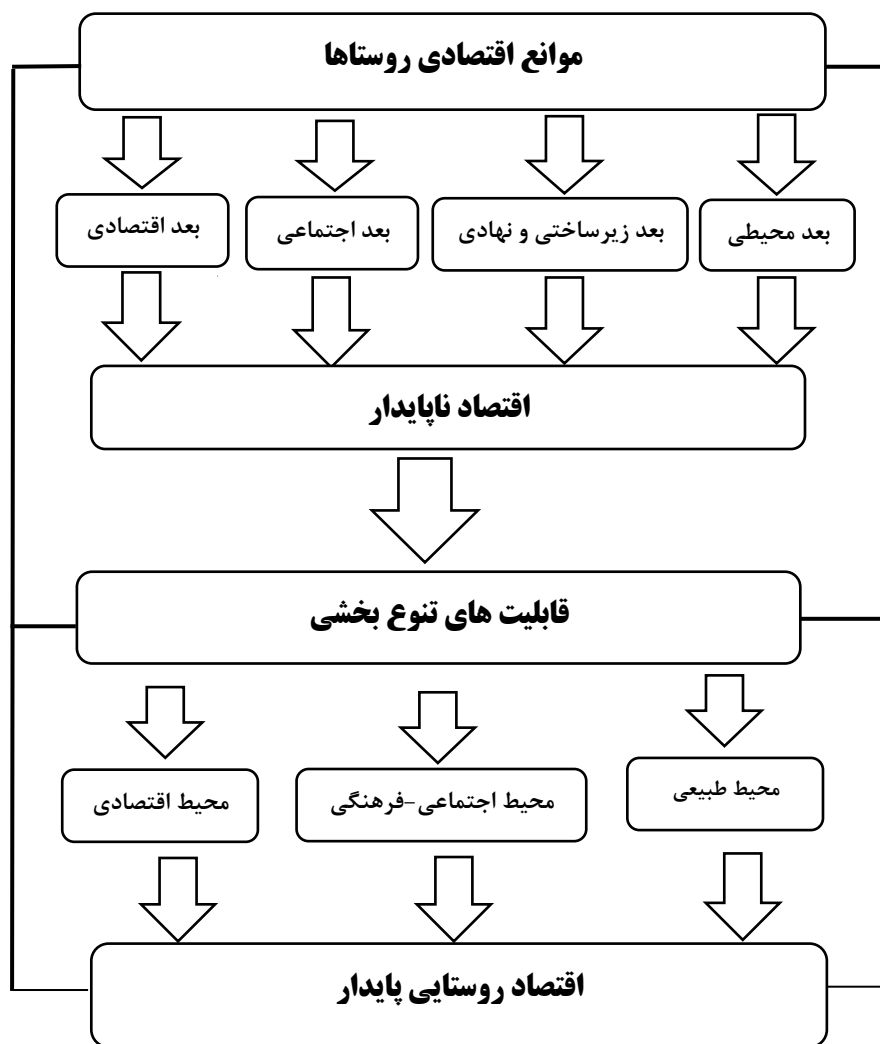 موانع اقتصادی روستاها
بعد محیطی
بعد زیرساختی و نهادی
بعد اجتماعی
بعد اقتصادی
اقتصاد ناپایدار
قابلیت های تنوع بخشی
محیط طبیعی
محیط اجتماعی-فرهنگی
محیط اقتصادی
اقتصاد روستایی پایدار